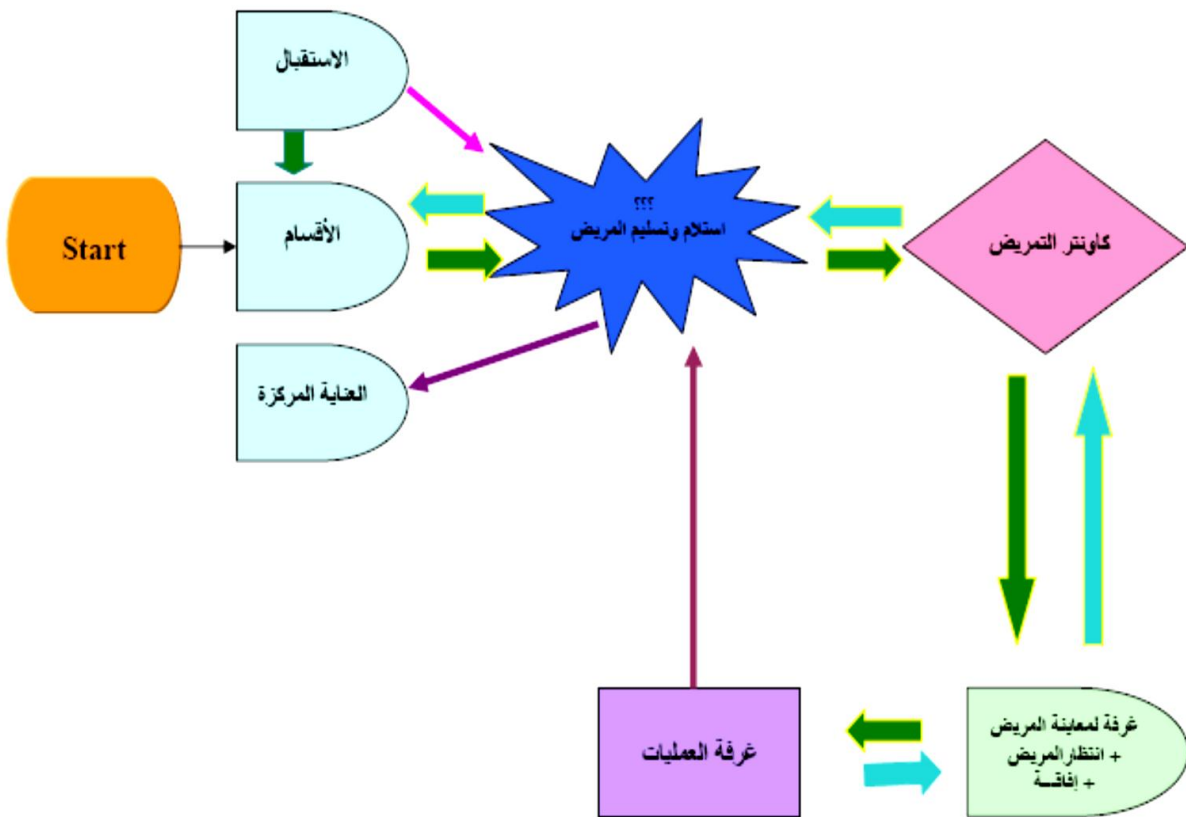 الاستقبال
Start
الأقسام
؟؟؟
استلام وتسليم المريض
كاونتر التمريض
العناية المركزة
غرفة العمليات
غرفة لمعاينة المريض
+ انتظار المريض
+ إفاقـــة